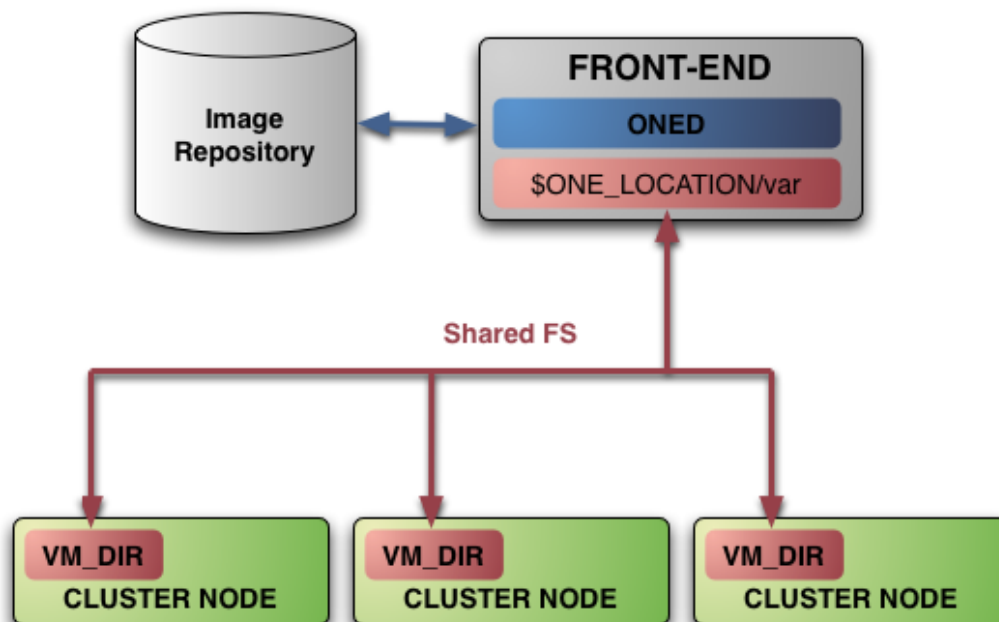 Image
Repository
FRONT-END
ONED
$ONE_LOCATION/var
Shared FS
VM_DIR
CLUSTER NODE
VM_DIR
CLUSTER NODE
VM_DIR
CLUSTER NODE